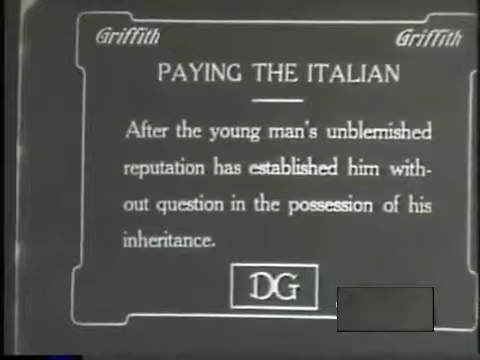 Griffith Griffith
PAYING THE ITALIAN
After the young man's unblemished
reputation has established him with-
out question in the possession of his
inheritance.
DG